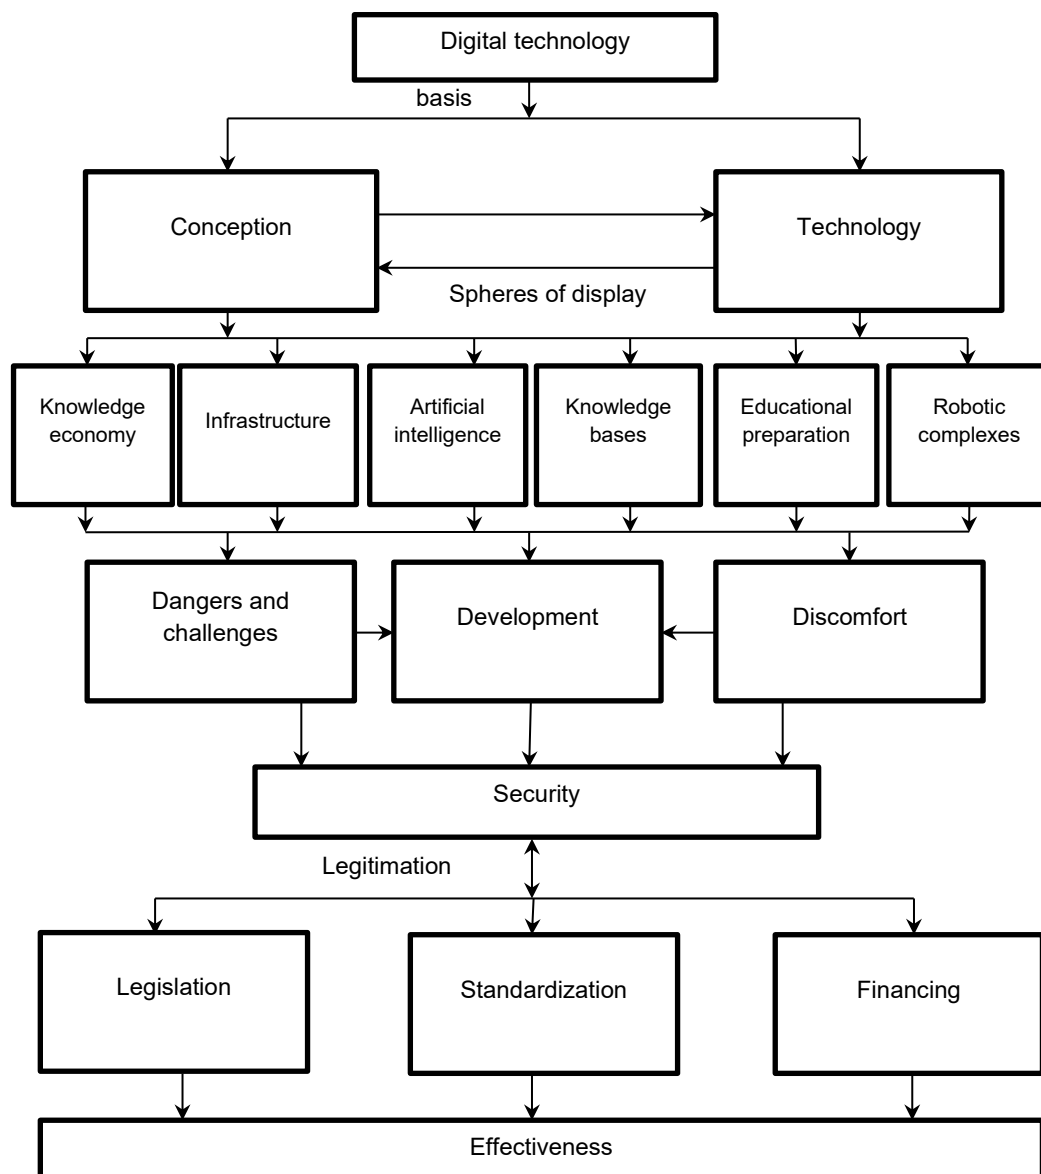 Digital technology
basis
Conception
Technology
Spheres of display
Knowledge
economy
Infrastructure
Artificial
intelligence
Knowledge
bases
Educational
preparation
Robotic
complexes
Dangers and
challenges
Development
Discomfort
Security
Legitimation
Legislation
Standardization
Financing
Effectiveness